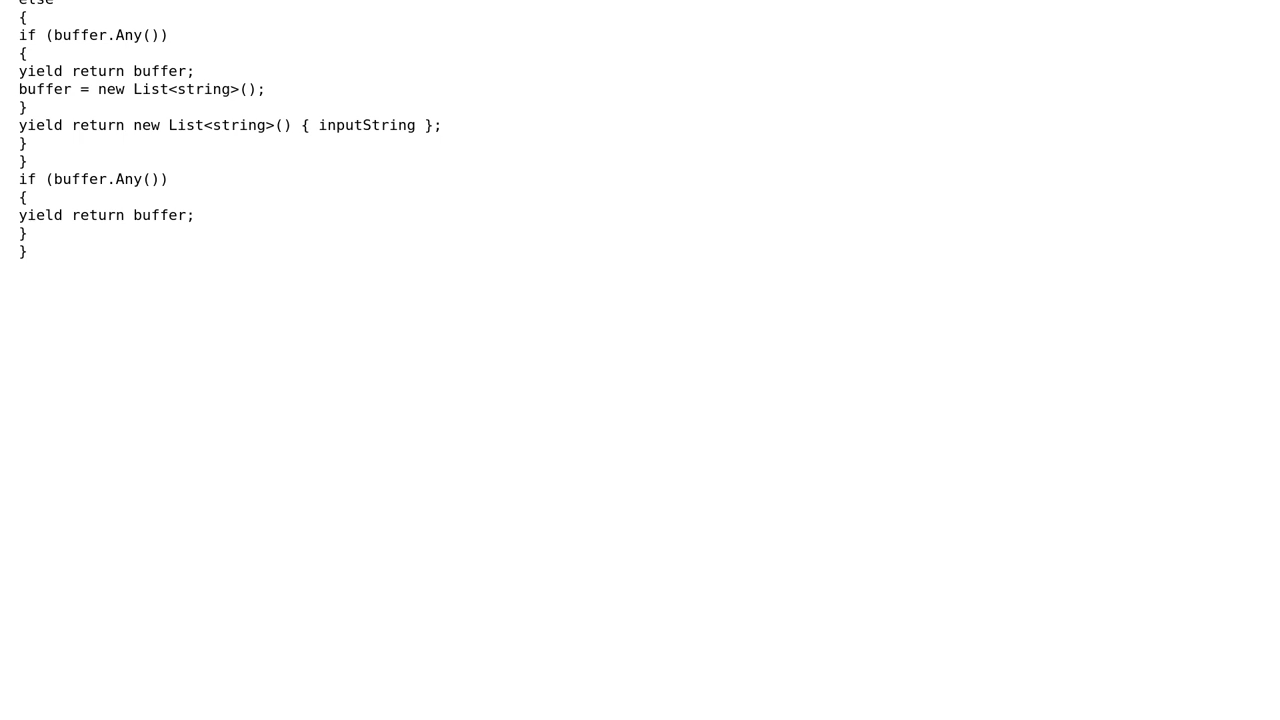 else
{
if (buffer.Any())
{
yield return buffer;
buffer = new List<string>();
}
yield return new List<string>() { inputString };
}
}
if (buffer.Any())
{
yield return buffer;
}
}